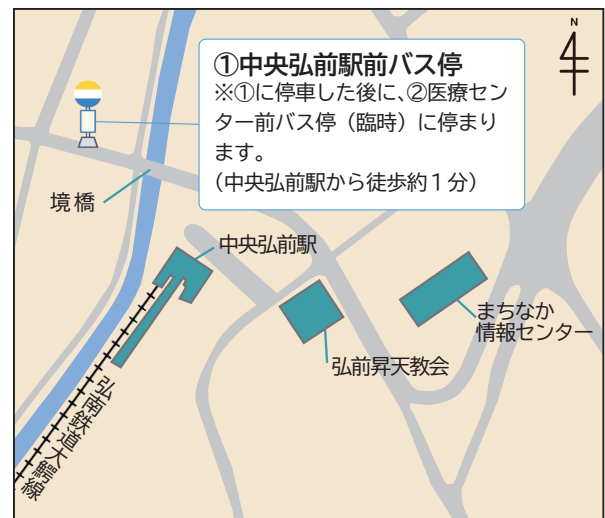 N
①中央弘前駅前バス停
※①に停車した後に、②医療セン
ター前バス停（臨時）に停まり
ます。
（中央弘前駅から徒歩約１分）
境橋
中央弘前駅
まちなか
情報センター
弘前昇天教会
弘南鉄道大鰐線